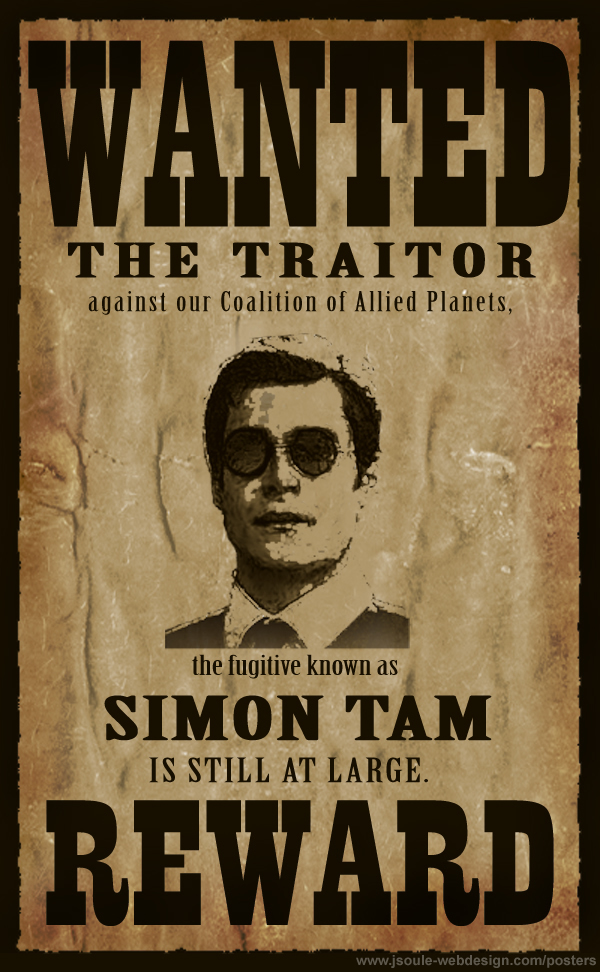 WANTED
THE TRAITOR
against our Coalition of Allied Planets,
the fugitive known as
SIMON TAM
IS STILL AT LARGE.
REWARD
www.jsoule-webdesign.com/posters